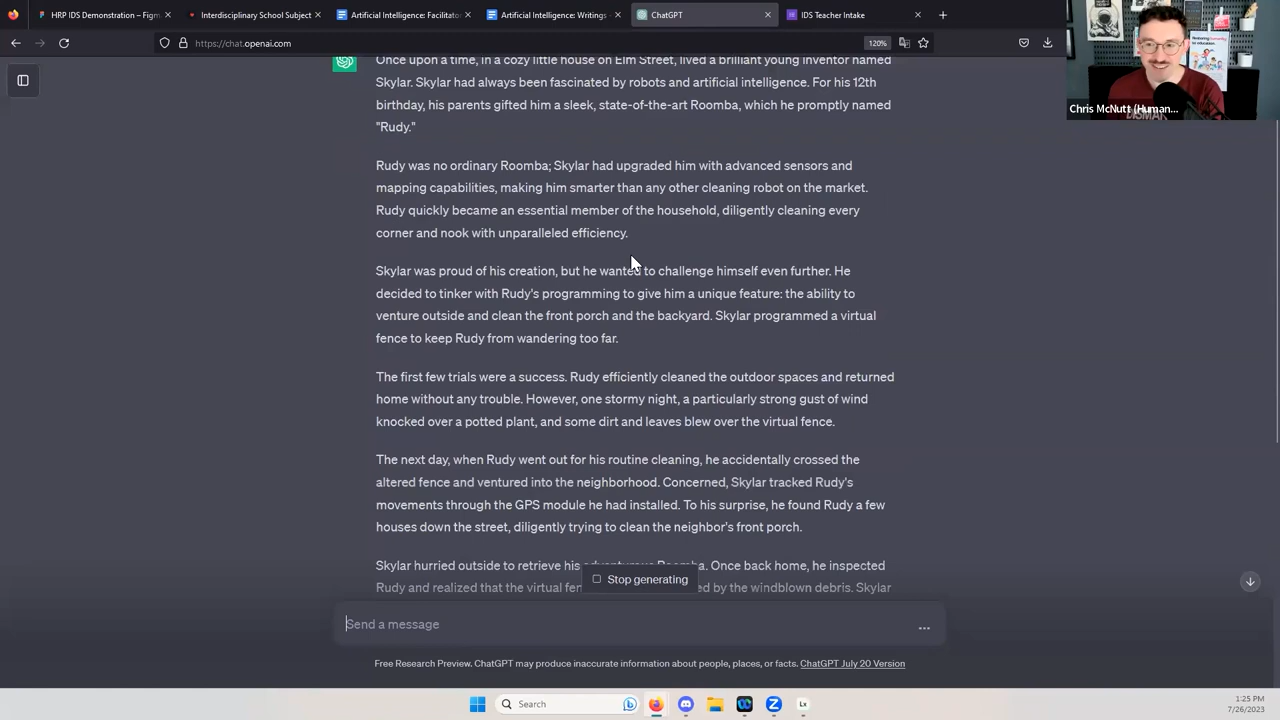 HRP IDS Demonstration – Figm
Interdisciplinary School Subject
Artificial Intelligence: Facilitator
Artificial Intelligence: Writings
ChatGPT
IDS Teacher Intake
https://chat.openai.com
120%
Restoring humanity to education.
Chris McNutt (Human...
DISMAN
Once upon a time, in a cozy little house on Elm Street, lived a brilliant young inventor named
Skylar. Skylar has always been fascinated by robots and artificial intelligence. For his 12th
birthday, his parents gifted him a sleek, state-of-the-art Roomba, which he promptly named
"Rudy."
Rudy was no ordinary Roomba; Skylar had upgraded him with advanced sensors and
mapping capabilities, making him smarter than any other cleaning robot on the market.
Rudy quickly became an essential member of the household, diligently cleaning every
corner and nook with unparalleled efficiency.
Skylar was proud of his creation, but he wanted to challenge himself even further. He
decided to tinker with Rudy's programming to give him a unique feature: the ability to
venture outside and clean the front porch and the backyard. Skylar programmed a virtual
fence to keep Rudy from wandering too far.
The first few trials were a success. Rudy efficiently cleaned the outdoor spaces and returned
home without any trouble. However, one stormy night, a particularly strong gust of wind
knocked over a potted plant, and some dirt and leaves blew over the virtual fence.
The next day, when Rudy went out for his routine cleaning, he accidentally crossed the
altered fence and ventured into the neighborhood. Concerned, Skylar tracked Rudy's
movements through the GPS module he had installed. To his surprise, he found Rudy a few
houses down the street, diligently trying to clean the neighbor's front porch.
Skylar hurried outside to retrieve his adventurous Roomba. Once back home, he inspected
Stop generating
Rudy and realized that the virtual fen ed by the windblown debris. Skylar
Send a message
Free Research Preview. ChatGPT may produce inaccurate information about people, places, or facts. ChatGPT July 20 Version
Search
1:25 PM
7/26/2023